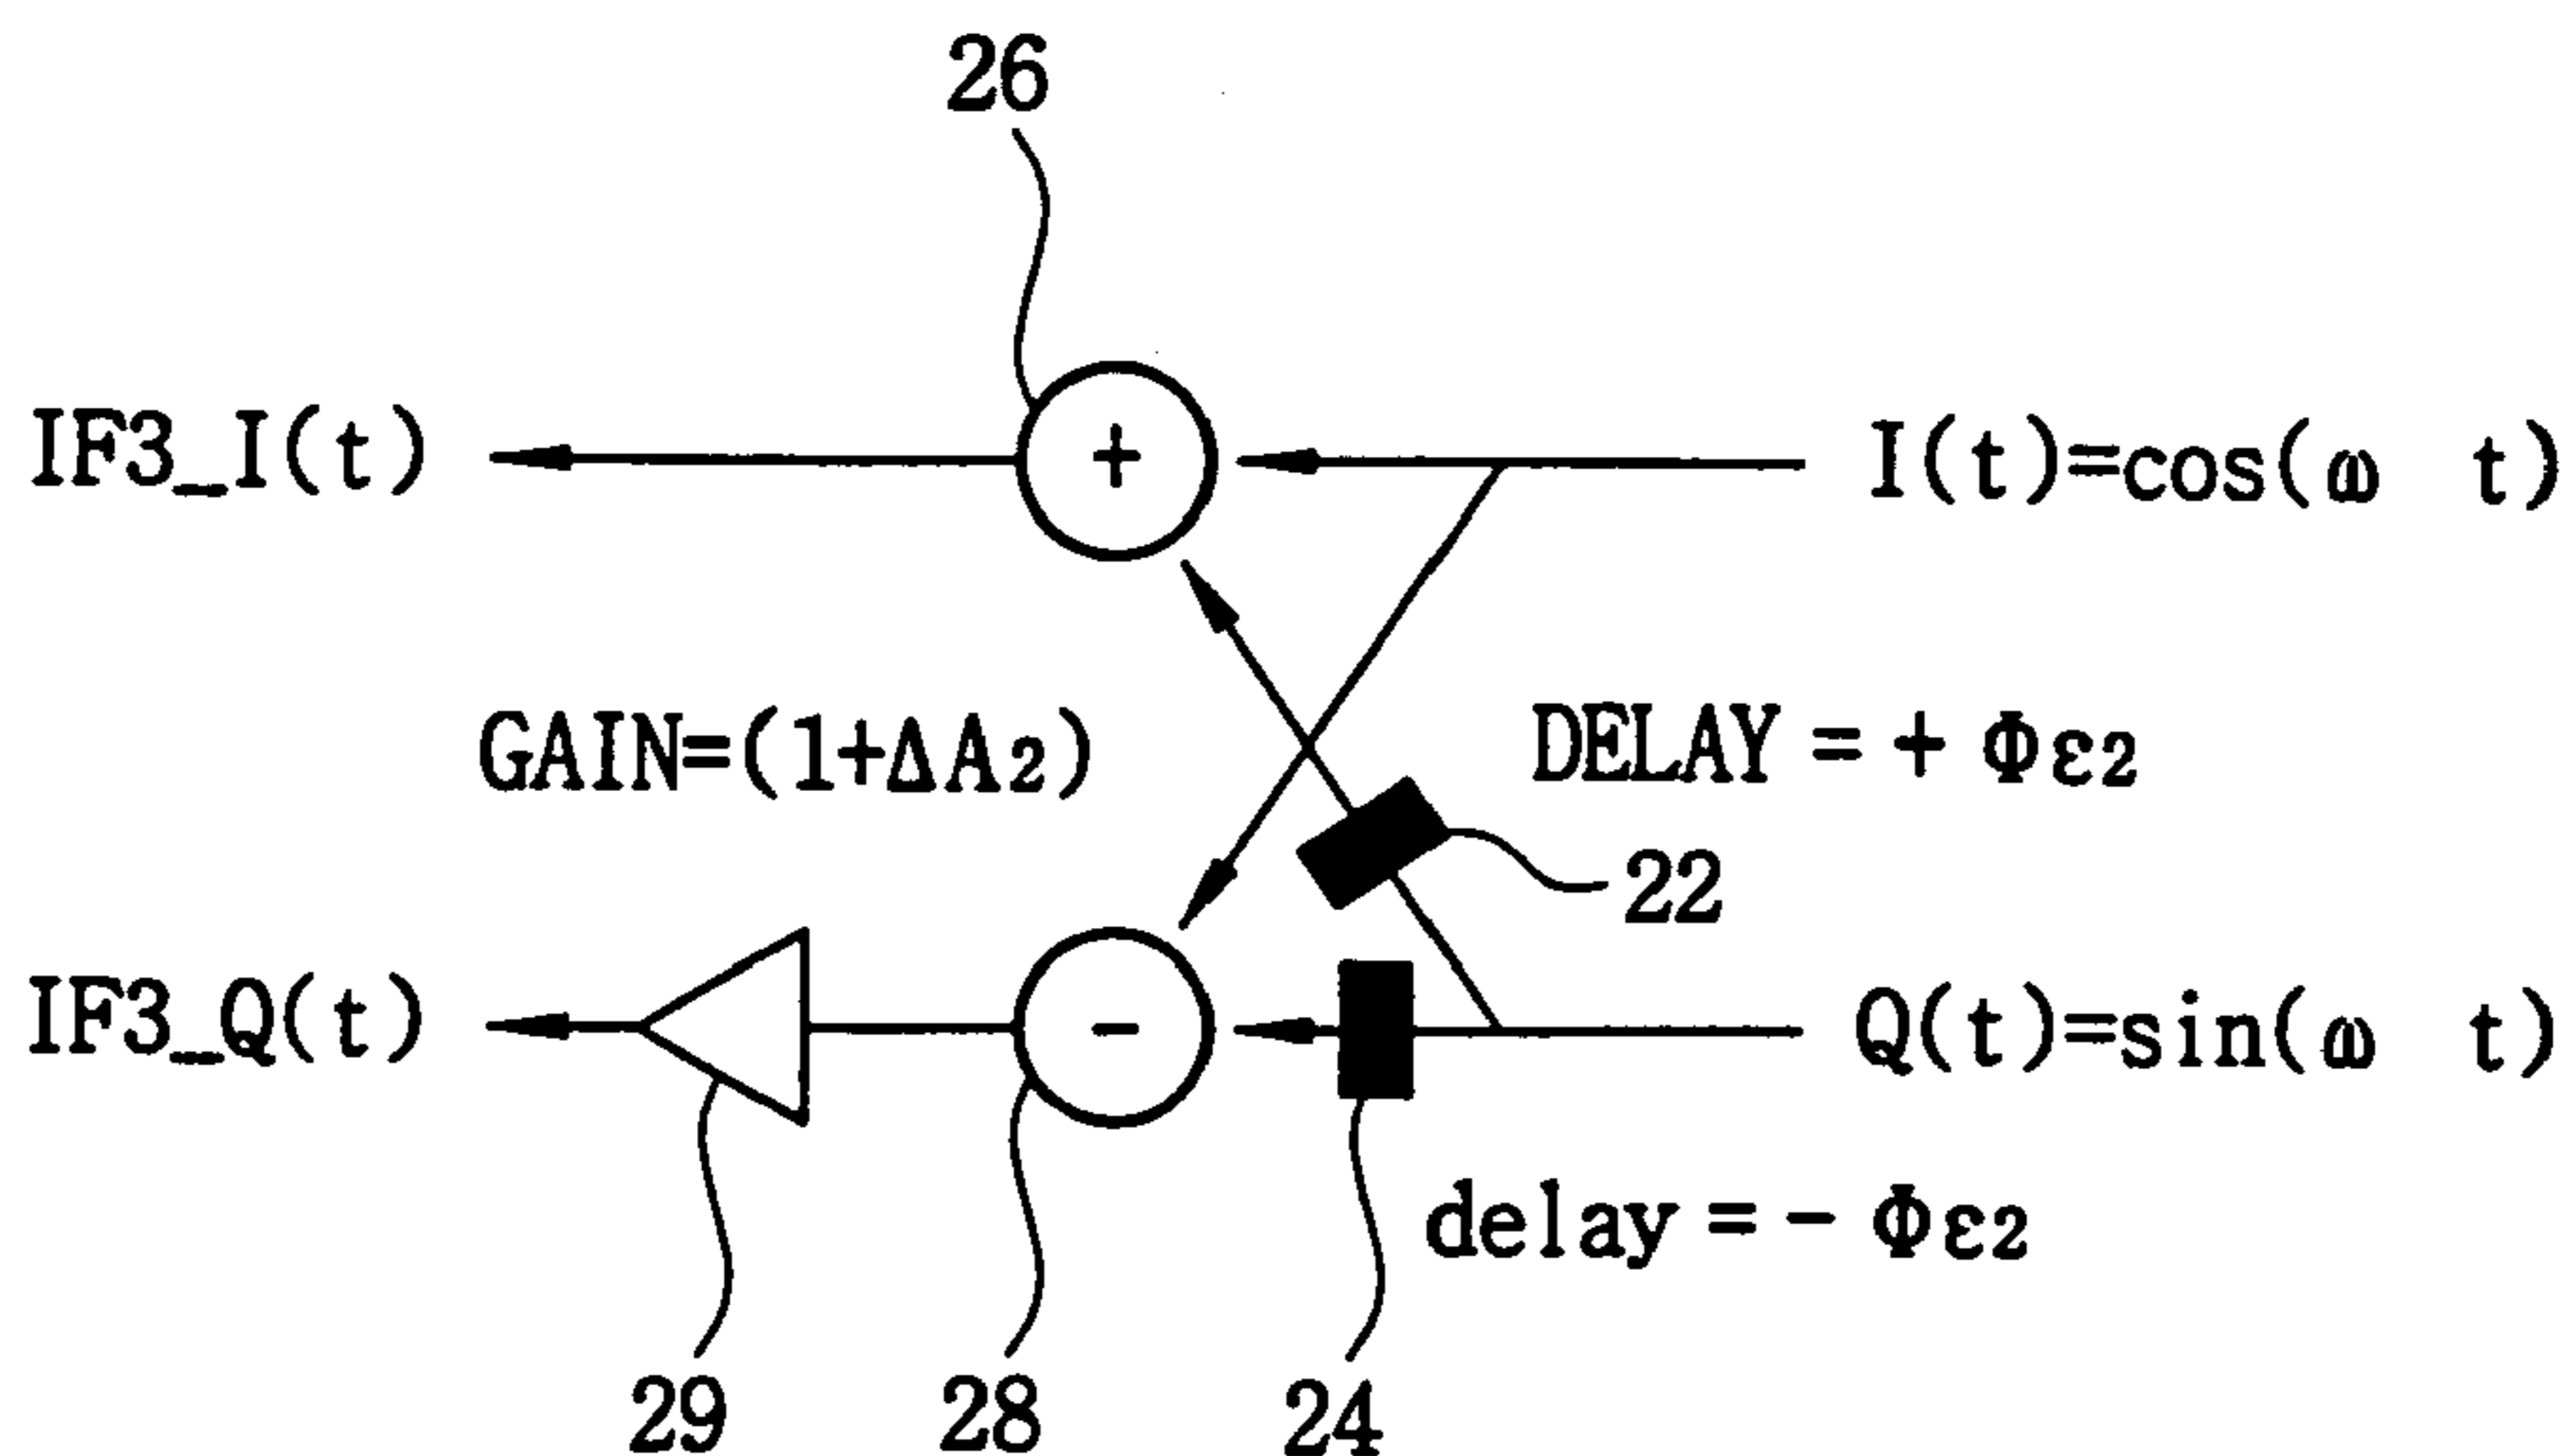 26
+
IF3_I(t)
I(t)=cos(ω t)
GAIN=(1+ΔA2)
DELAY = + Φε2
22
IF3_Q(t)
-
Q(t)=sin(ω t)
delay = - Φε2
29
28
24